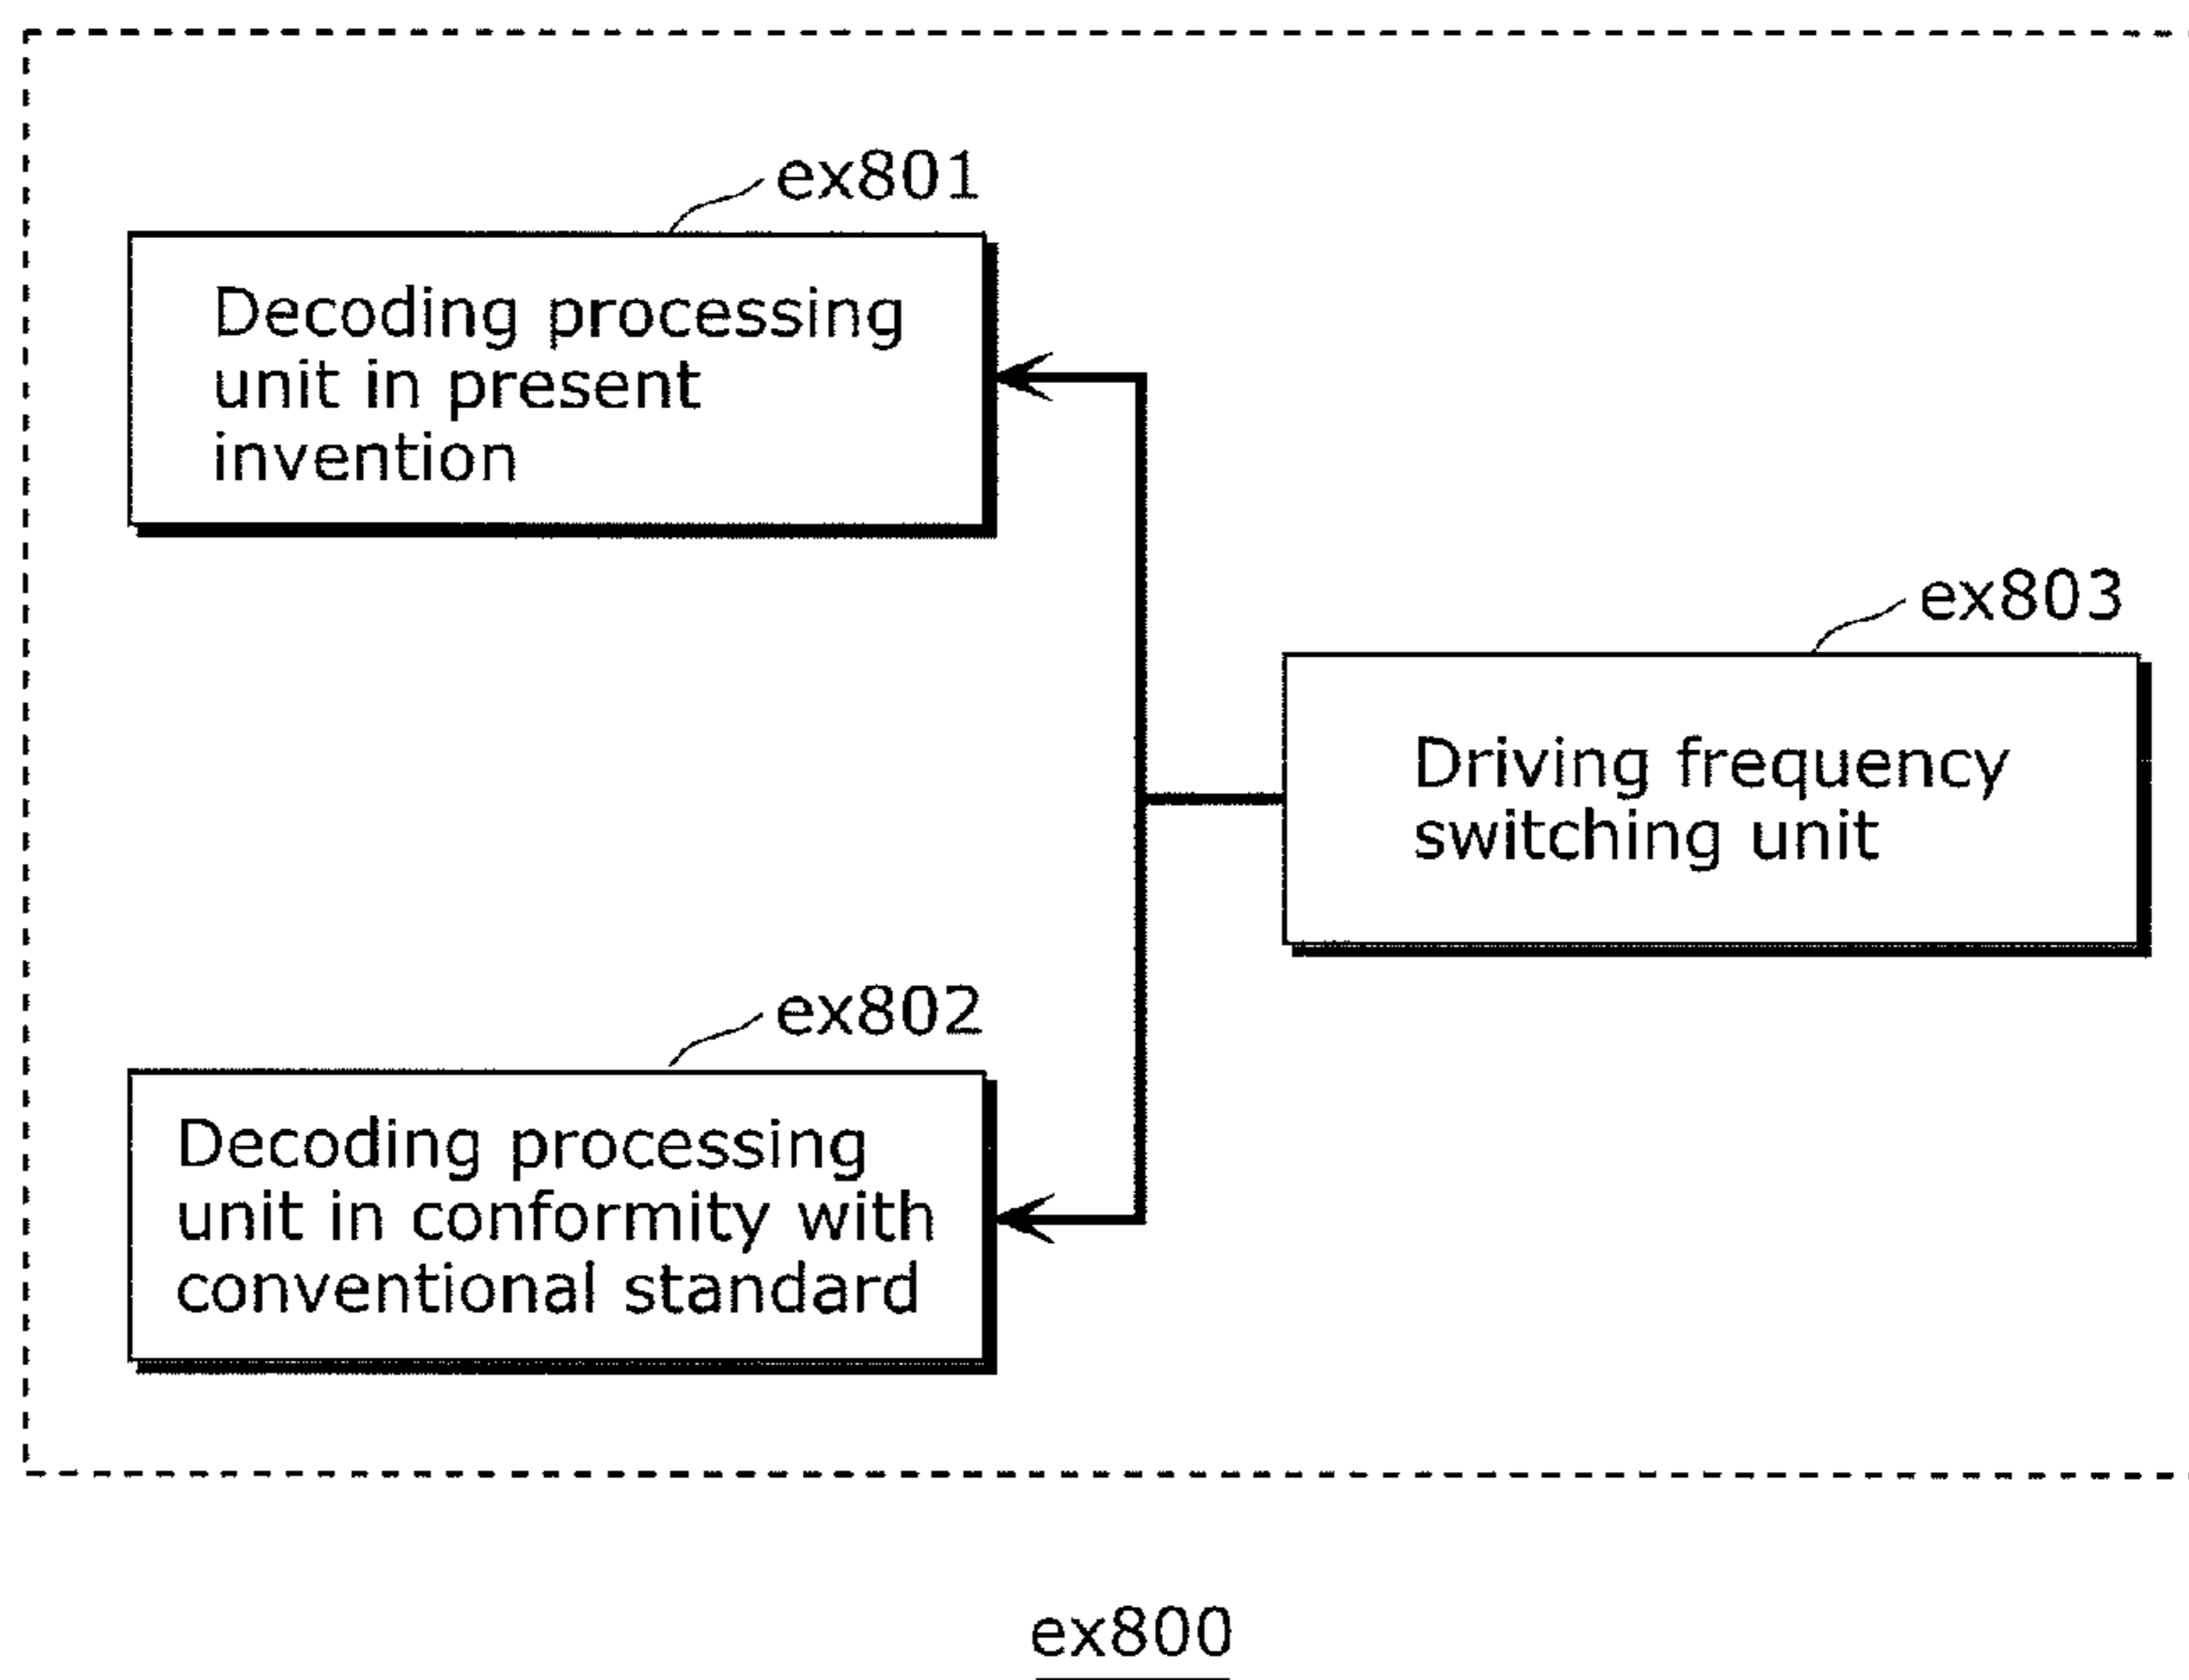 ex801
Decoding processing
unit in present
invention
ex803
Driving frequency
switching unit
ex802
Decoding processing
unit in conformity with
conventional standard
ex800